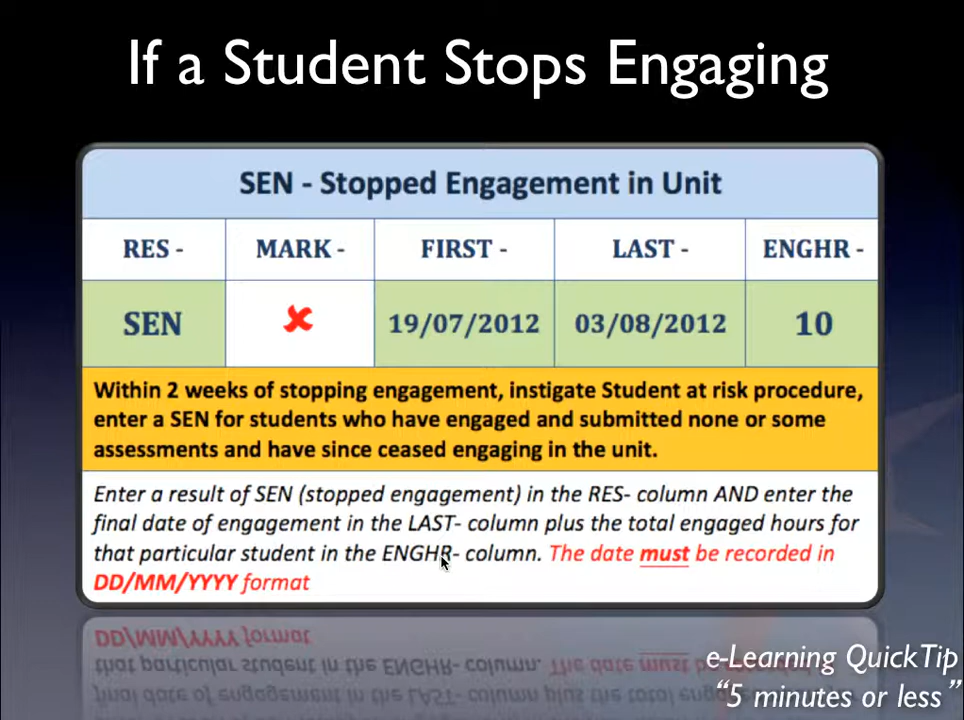 If a Student Stops Engaging
SEN - Stopped Engagement in Unit
RES - MARK - FIRST - LAST - ENGHR -
SEN ✘ 19/07/2012 03/08/2012 10
Within 2 weeks of stopping engagement, instigate Student at risk procedure,
enter a SEN for students who have engaged and submitted none or some
assessments and have since ceased engaging in the unit.
Enter a result of SEN (stopped engagement) in the RES- column AND enter the
final date of engagement in the LAST- column plus the total engaged hours for
that particular student in the ENGHR- column. The date must be recorded in
DD/MM/YYYY format
e-Learning QuickTip
“5 minutes or less”